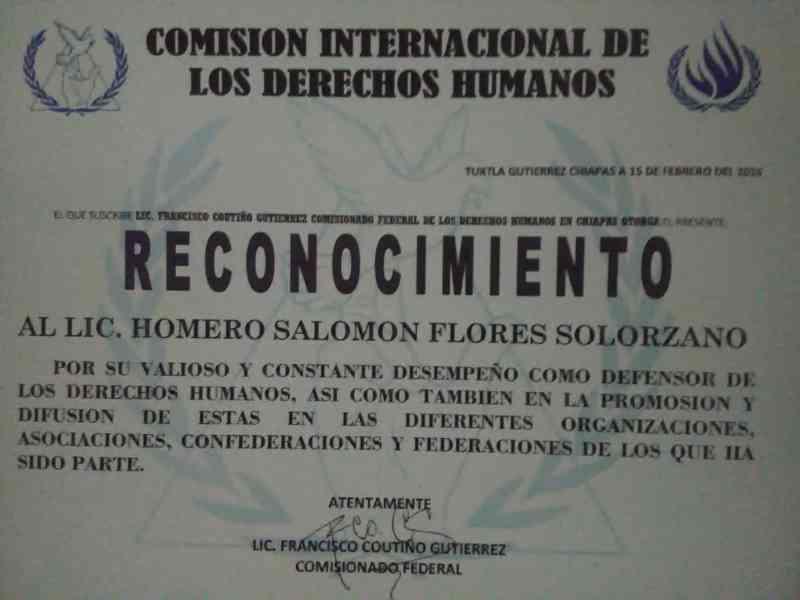 COMISION INTERNACIONAL DE
LOS DERECHOS HUMANOS
TUXTLA GUTIERREZ CHIAPAS A 15 DE FEBRERO DEL 2016
EL QUE SUSCRIBE LIC. FRANCISCO COUTIÑO GUTIERREZ COMISIONADO FEDERAL DE LOS DERECHOS HUMANOS EN CHIAPAS OTORGA EL PRESENTE
RECONOCIMIENTO
AL LIC. HOMERO SALOMON FLORES SOLORZANO
POR SU VALIOSO Y CONSTANTE DESEMPEÑO COMO DEFENSOR DE
LOS DERECHOS HUMANOS, ASI COMO TAMBIEN EN LA PROMOSION Y
DIFUSION DE ESTAS EN LAS DIFERENTES ORGANIZACIONES,
ASOCIACIONES, CONFEDERACIONES Y FEDERACIONES DE LOS QUE HA
SIDO PARTE.
ATENTAMENTE
LIC. FRANCISCO COUTIÑO GUTIERREZ
COMISIONADO FEDERAL